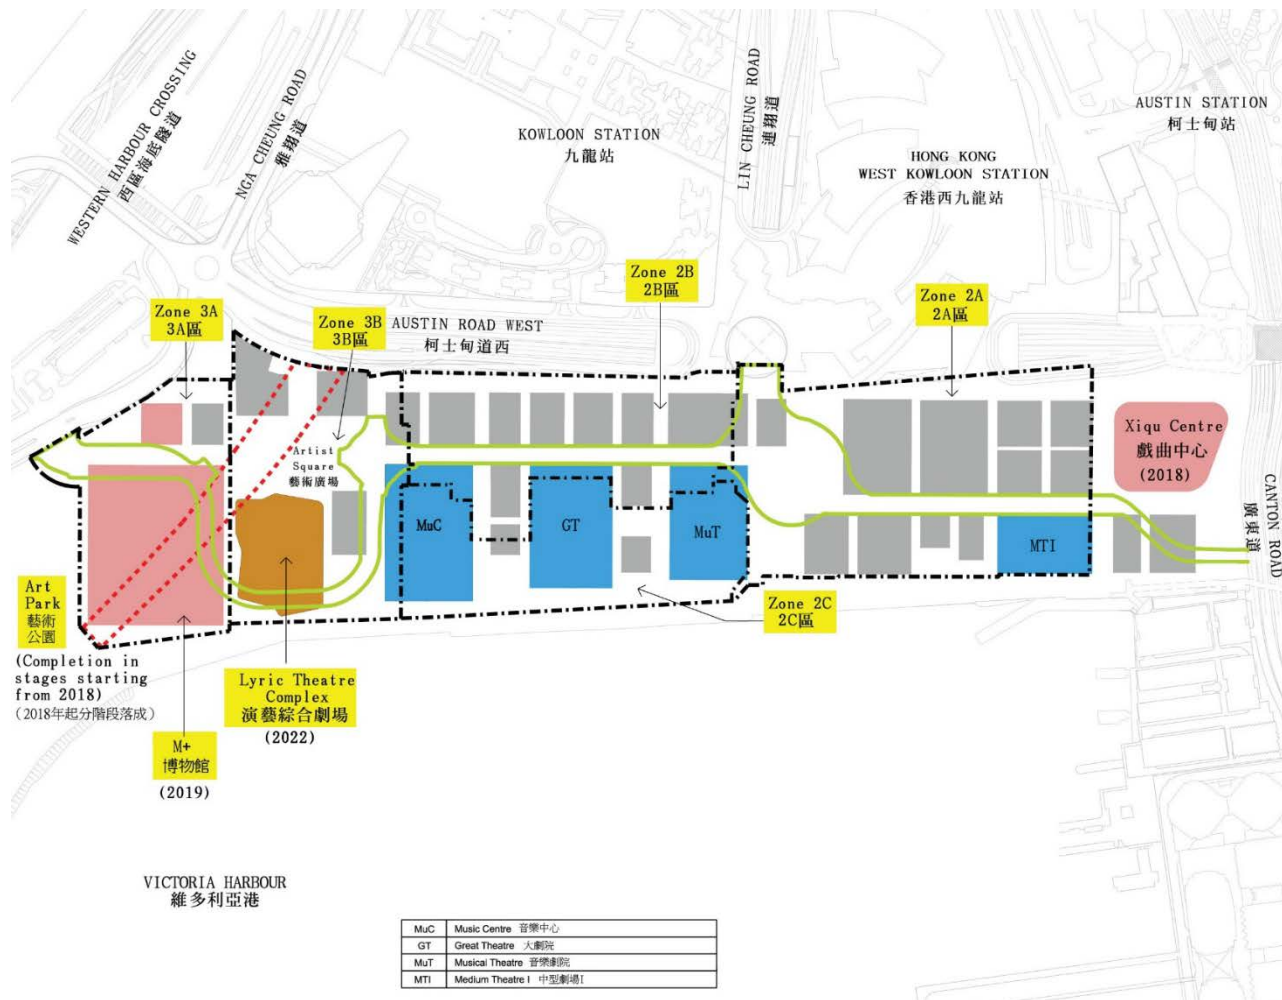 WESTERN HARBOUR CROSSING
西區海底隧道
NGA CHEUNG ROAD
雅翔道
KOWLOON STATION
九龍站
LIN CHEUNG ROAD
連翔道
HONG KONG
WEST KOWLOON STATION
香港西九龍站
AUSTIN STATION
柯士甸站
Zone 3A
3A區
Zone 3B
3B區
AUSTIN ROAD WEST
柯士甸道西
Zone 2B
2B區
Zone 2A
2A區
Xiqu Centre
戲曲中心
(2018)
CANTON ROAD
廣東道
Artist
Square
藝術廣場
MuC
GT
MuT
MTI
Art
Park
藝術
公園
(Completion in
stages starting
from 2018)
(2018年起分階段落成)
Zone 2C
2C區
Lyric Theatre
Complex
演藝綜合劇場
(2022)
M+
博物館
(2019)
VICTORIA HARBOUR
維多利亞港
MuC Music Centre 音樂中心
GT Great Theatre 大劇院
MuT Musical Theatre 音樂劇院
MTI Medium Theatre I 中型劇場I